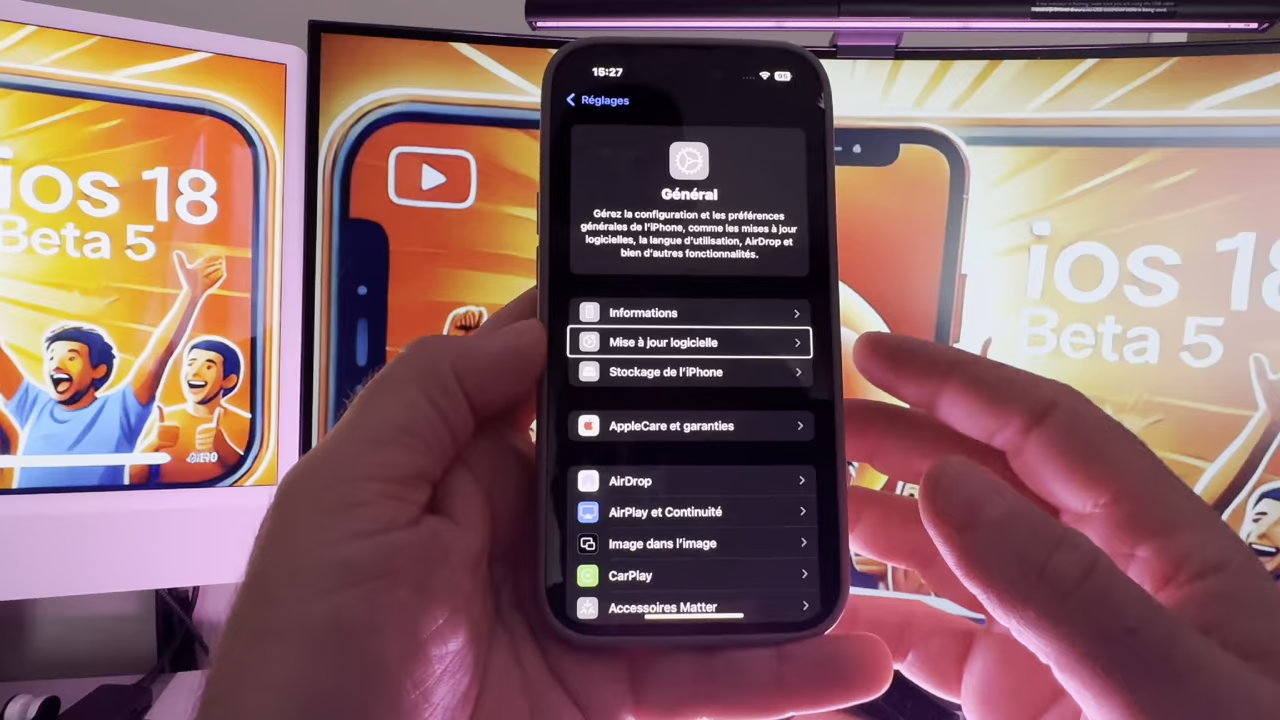 iOS 18
Beta 5
15:27
95
Réglages
Général
Gérez la configuration et les préférences
générales de l'iPhone, comme les mises à jour
logicielles, la langue d'utilisation, AirDrop et
bien d'autres fonctionnalités.
Informations
Mise à jour logicielle
Stockage de l'iPhone
AppleCare et garanties
AirDrop
AirPlay et Continuité
Image dans l'image
CarPlay
Accessoires Matter
iOS 18
Beta 5